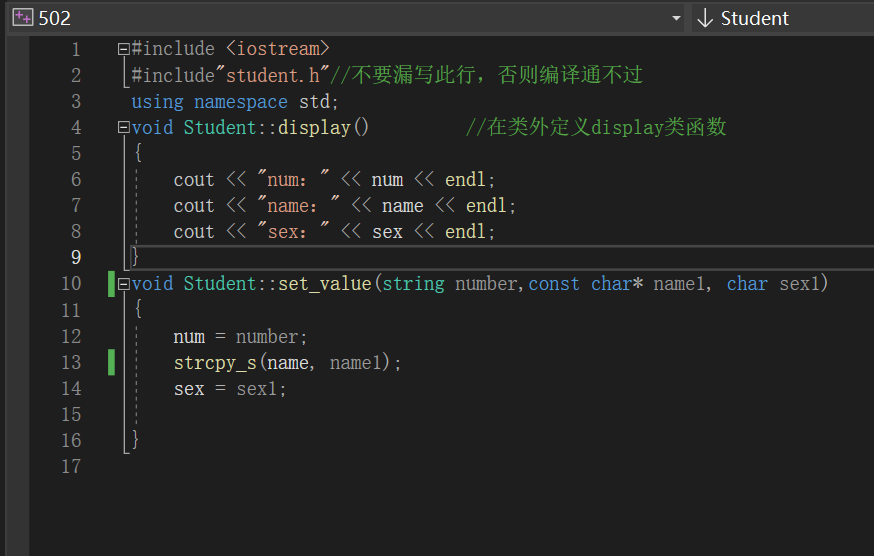 502
Student
1 #include <iostream>
2 #include"student.h"//不要漏写此行，否则编译通不过
3 using namespace std;
4 void Student::display() //在类外定义display类函数
5 {
6 cout << "num：" << num << endl;
7 cout << "name：" << name << endl;
8 cout << "sex：" << sex << endl;
9 }
10 void Student::set_value(string number,const char* name1, char sex1)
11 {
12 num = number;
13 strcpy_s(name, name1);
14 sex = sex1;
15
16 }
17